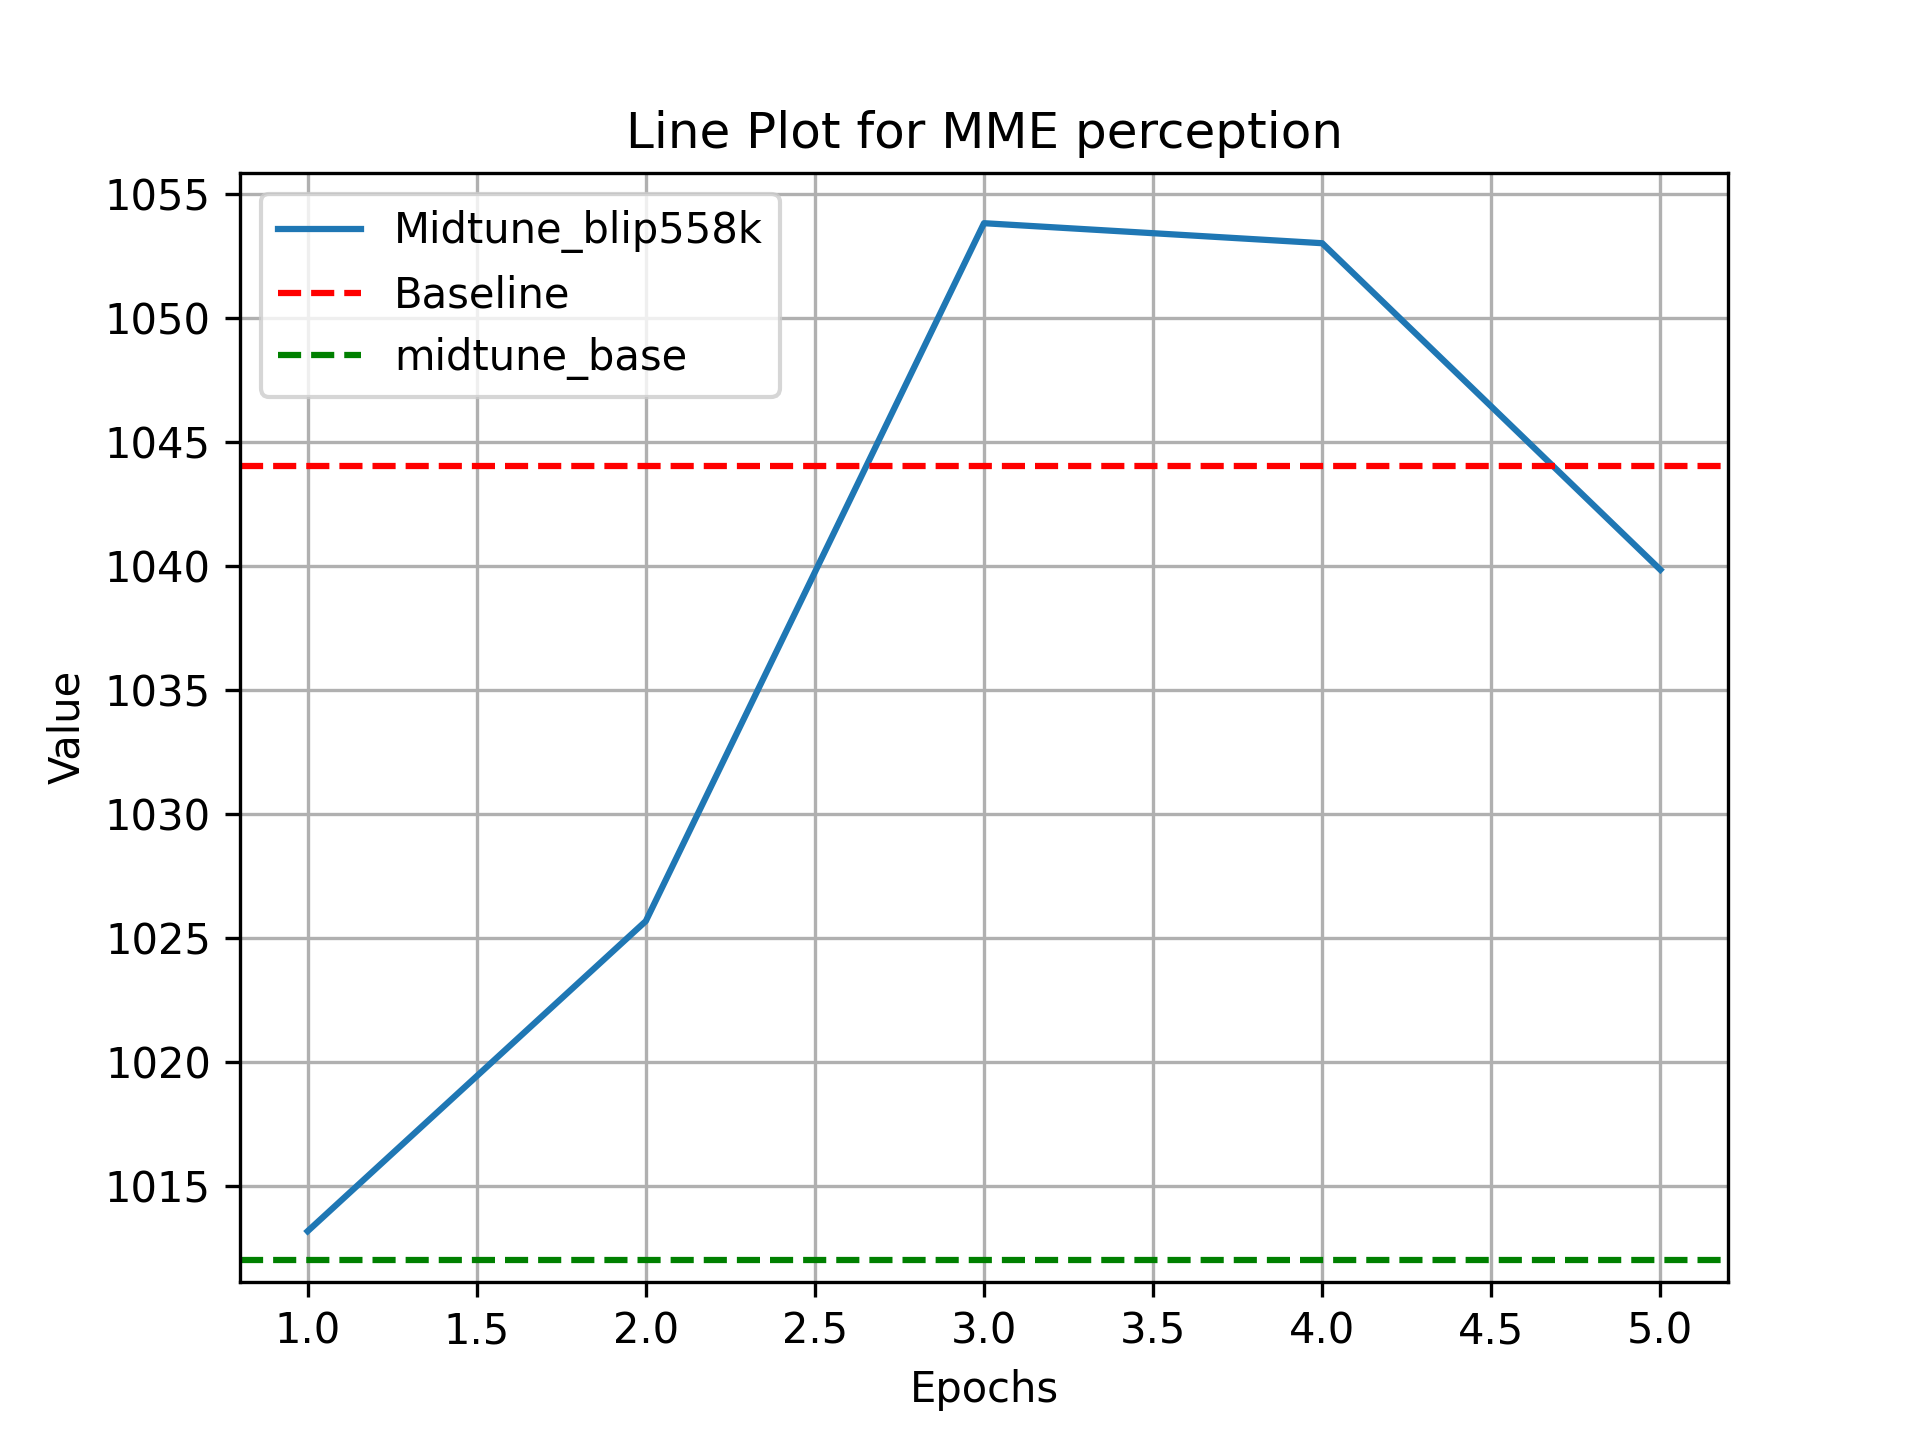 Line Plot for MME perception
Midtune_blip558k
Baseline
midtune_base
1055
1050
1045
1040
1035
1030
1025
1020
1015
Value
1.0 1.5 2.0 2.5 3.0 3.5 4.0 4.5 5.0
Epochs